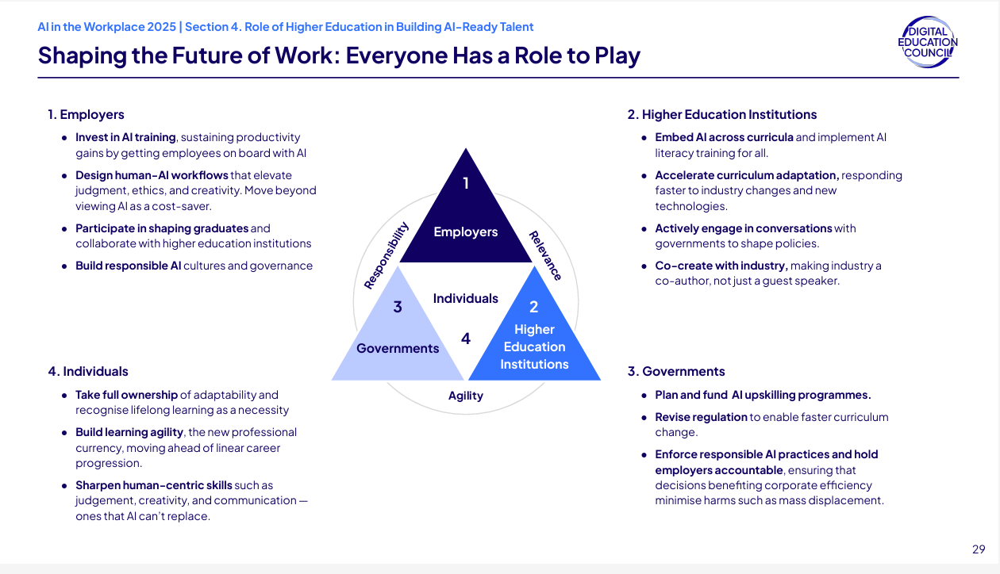 AI in the Workplace 2025 | Section 4. Role of Higher Education in Building AI-Ready Talent
Shaping the Future of Work: Everyone Has a Role to Play
DIGITAL
EDUCATION
COUNCIL
1. Employers
● Invest in AI training, sustaining productivity
gains by getting employees on board with AI
● Design human-AI workflows that elevate
judgment, ethics, and creativity. Move beyond
viewing AI as a cost-saver.
● Participate in shaping graduates and
collaborate with higher education institutions
● Build responsible AI cultures and governance
2. Higher Education Institutions
● Embed AI across curricula and implement AI
literacy training for all.
● Accelerate curriculum adaptation, responding
faster to industry changes and new
technologies.
● Actively engage in conversations with
governments to shape policies.
● Co-create with industry, making industry a
co-author, not just a guest speaker.
1
Employers
Responsibility
Relevance
3
Governments
Individuals
4
2
Higher
Education
Institutions
Agility
4. Individuals
● Take full ownership of adaptability and
recognise lifelong learning as a necessity
● Build learning agility, the new professional
currency, moving ahead of linear career
progression.
● Sharpen human-centric skills such as
judgement, creativity, and communication —
ones that AI can't replace.
3. Governments
● Plan and fund AI upskilling programmes.
● Revise regulation to enable faster curriculum
change.
● Enforce responsible AI practices and hold
employers accountable, ensuring that
decisions benefiting corporate efficiency
minimise harms such as mass displacement.
29